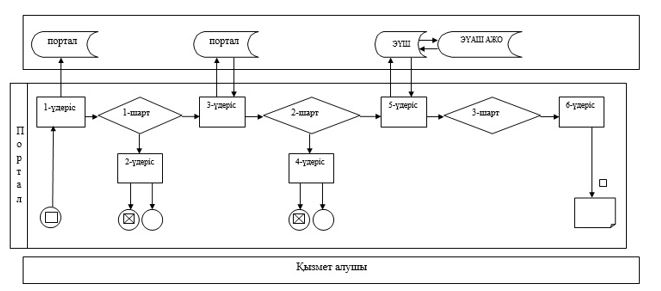 портал
портал
ЭҮШ
ЭҮАШ АЖО
Портал
1-үдеріс
1-шарт
3-үдеріс
2-шарт
5-үдеріс
3-шарт
6-үдеріс
2-үдеріс
4-үдеріс
Қызмет алушы